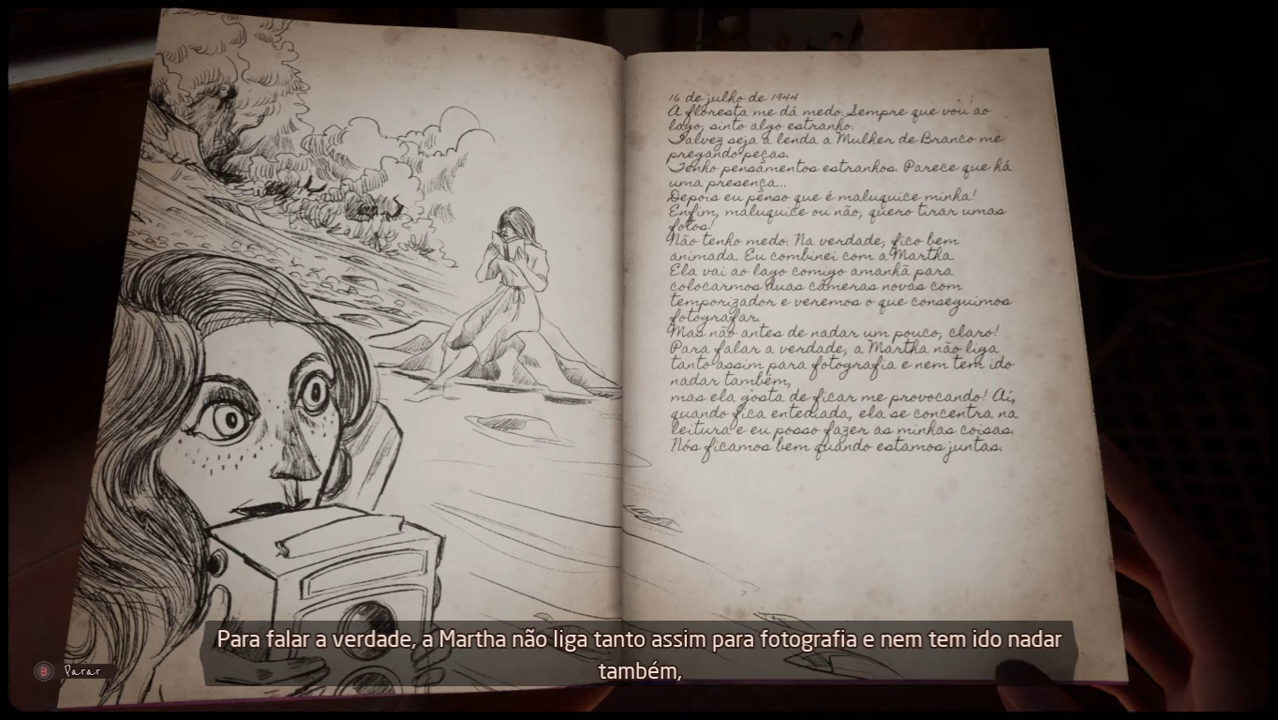 16 de julho de 1944
A floresta me dá medo. Sempre que vou ao
lago, sinto algo estranho.
Talvez seja a lenda a Mulher de Branco me
pregando peças.
Tenho pensamentos estranhos. Parece que há
uma presença...
Depois eu penso que é maluquice minha!
Enfim, maluquice ou não, quero tirar umas
fotos!
Não tenho medo. Na verdade, fico bem
animada. Eu combinei com a Martha.
Ela vai ao lago comigo amanhã para
colocarmos duas câmeras novas com
temporizador e veremos o que conseguimos
fotografar.
Mas não antes de nadar um pouco, claro!
Para falar a verdade, a Martha não liga
tanto assim para fotografia e nem tem ido
nadar também,
mas ela gosta de ficar me provocando! Aí,
quando fica entediada, ela se concentra na
leitura e eu posso fazer as minhas coisas.
Nós ficamos bem quando estamos juntas.
Para falar a verdade, a Martha não liga tanto assim para fotografia e nem tem ido nadar
também,
B Parar